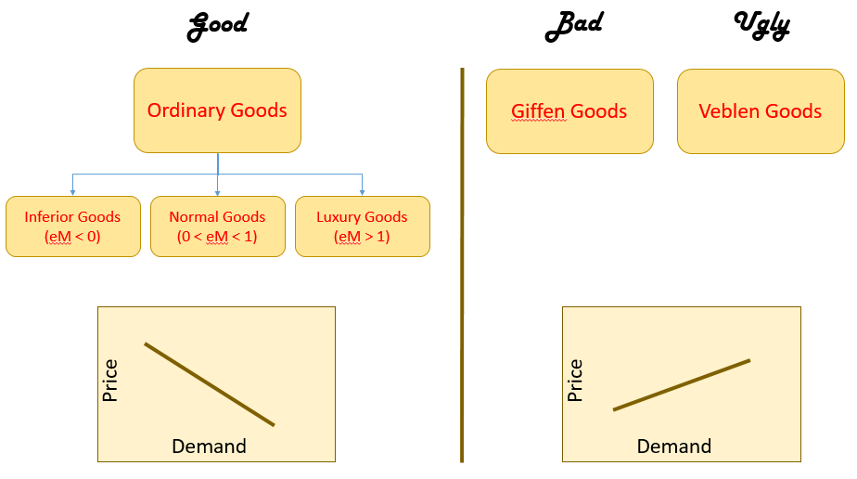 Good
Bad
Ugly
Ordinary Goods
Giffen Goods
Veblen Goods
Inferior Goods
(eM < 0)
Normal Goods
(0 < eM < 1)
Luxury Goods
(eM > 1)
Price
Demand
Price
Demand